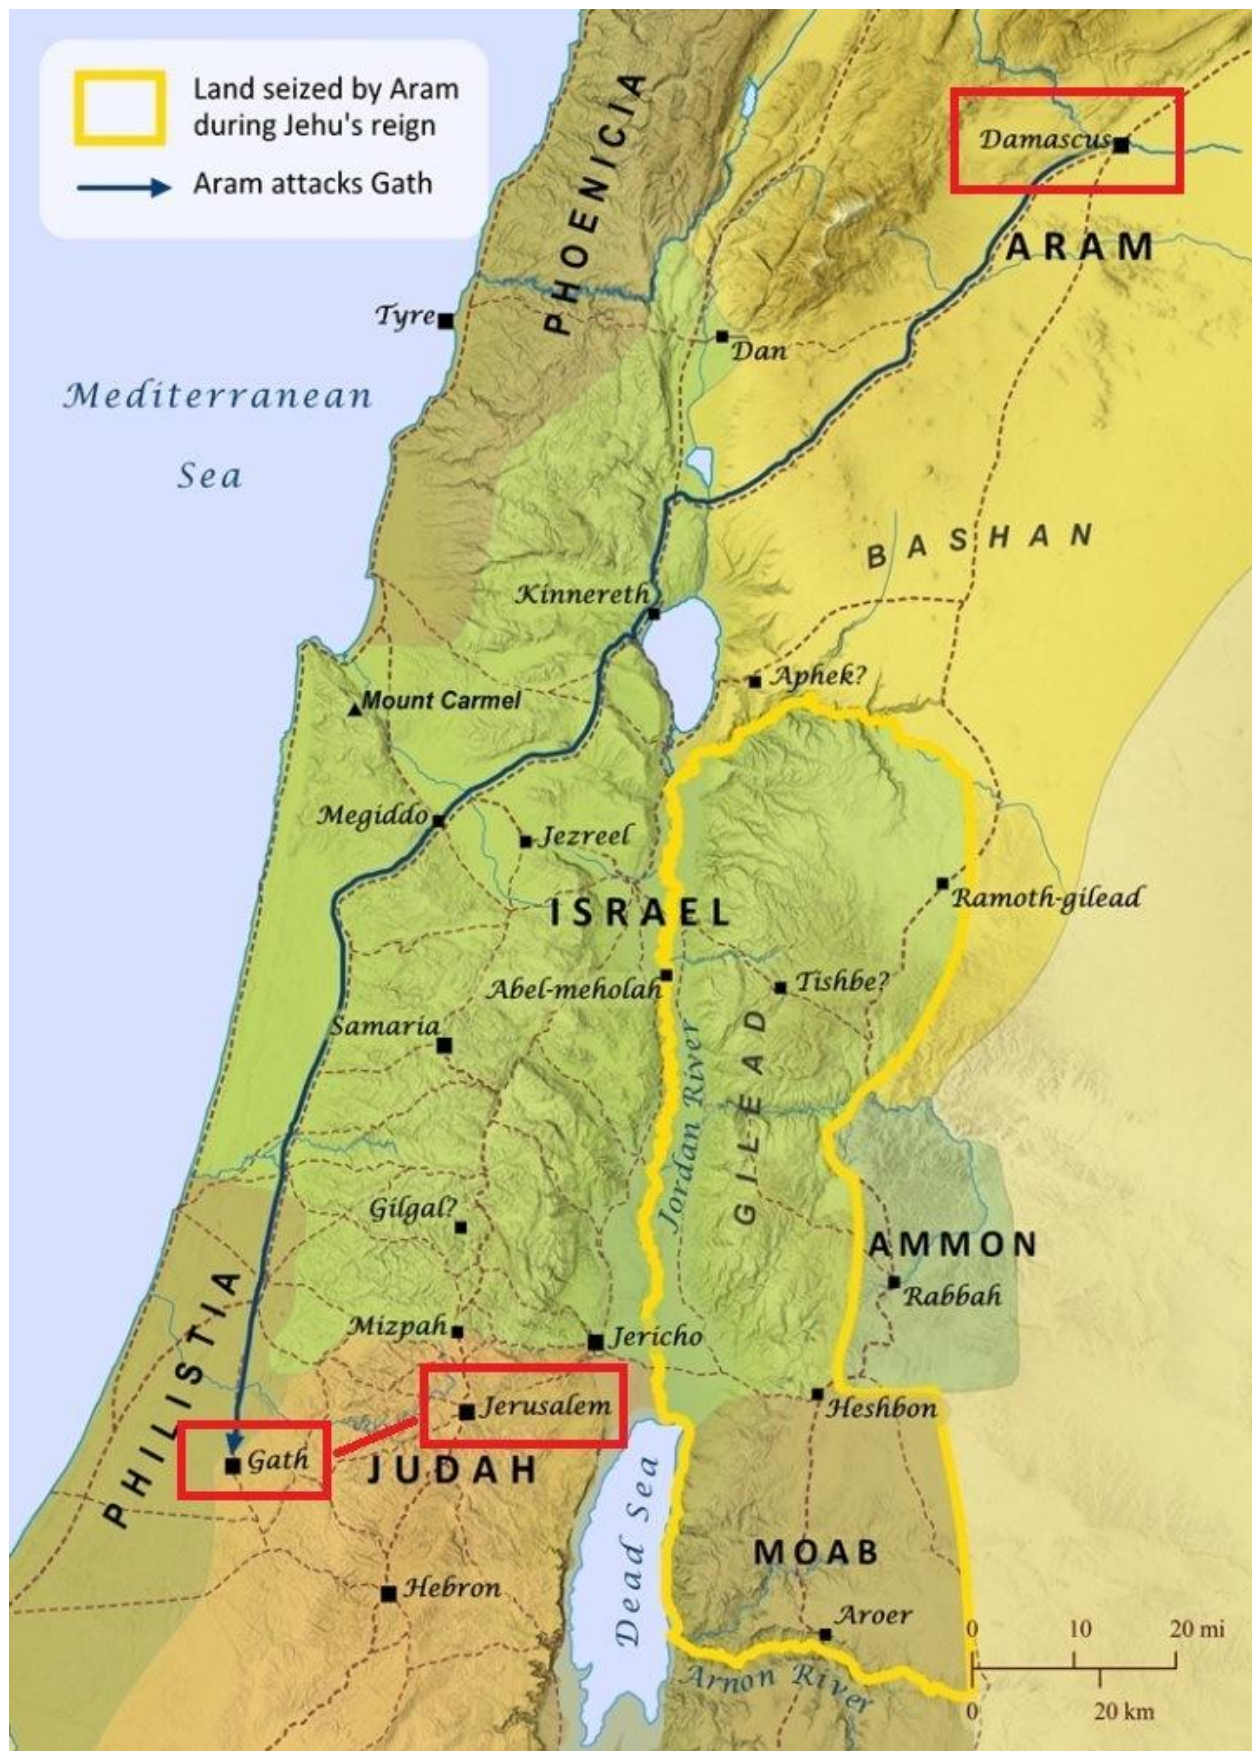 Land seized by Aram
during Jehu's reign
Aram attacks Gath
PHOENICIA
Damascus
ARAM
Tyre
Dan
Mediterranean
Sea
BASHAN
Kinnereth
Aphek?
Mount Carmel
Megiddo
Jezreel
Ramoth-gilead
ISRAEL
Abel-meholah
Tishbe?
Samaria
GILEAD
Jordan River
Gilgal?
AMMON
Rabbah
PHILISTIA
Mizpah
Jericho
Jerusalem
Heshbon
Gath
JUDAH
Dead Sea
MOAB
Hebron
Aroer
Arnon River
0 10 20 mi
0 20 km